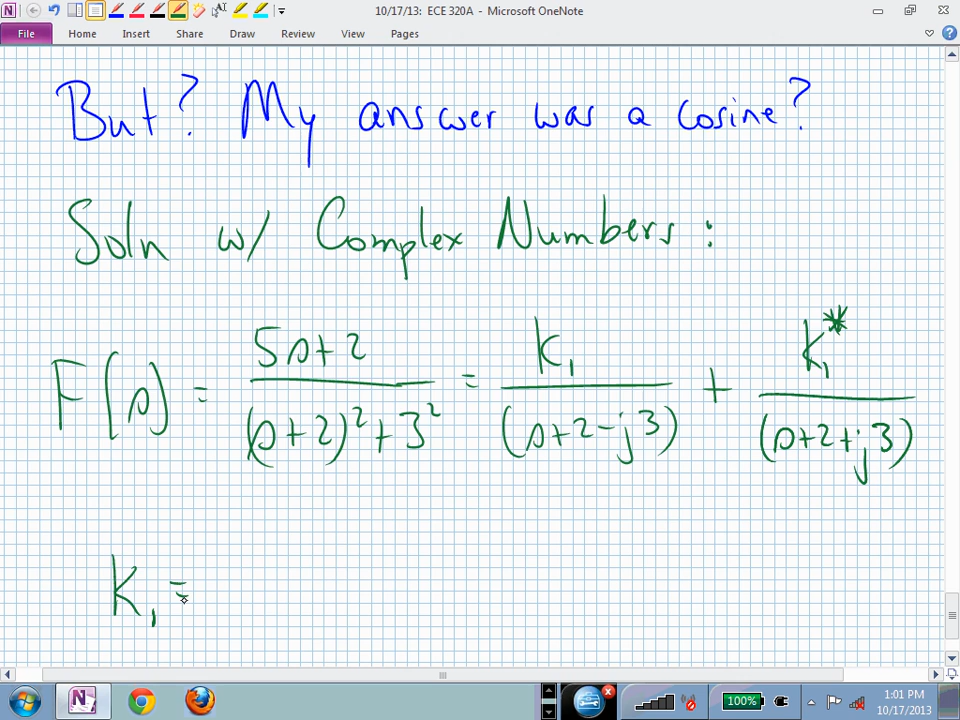 10/17/13: ECE 320A - Microsoft OneNote
File Home Insert Share Draw Review View Pages
But? My answer was a cosine?
Soln w/ Complex Numbers:
F(s) = 5s+2 / (s+2)² + 3² = K₁ / (s+2-j3) + K₁* / (s+2+j3)
K₁ =
100% 1:01 PM
10/17/2013